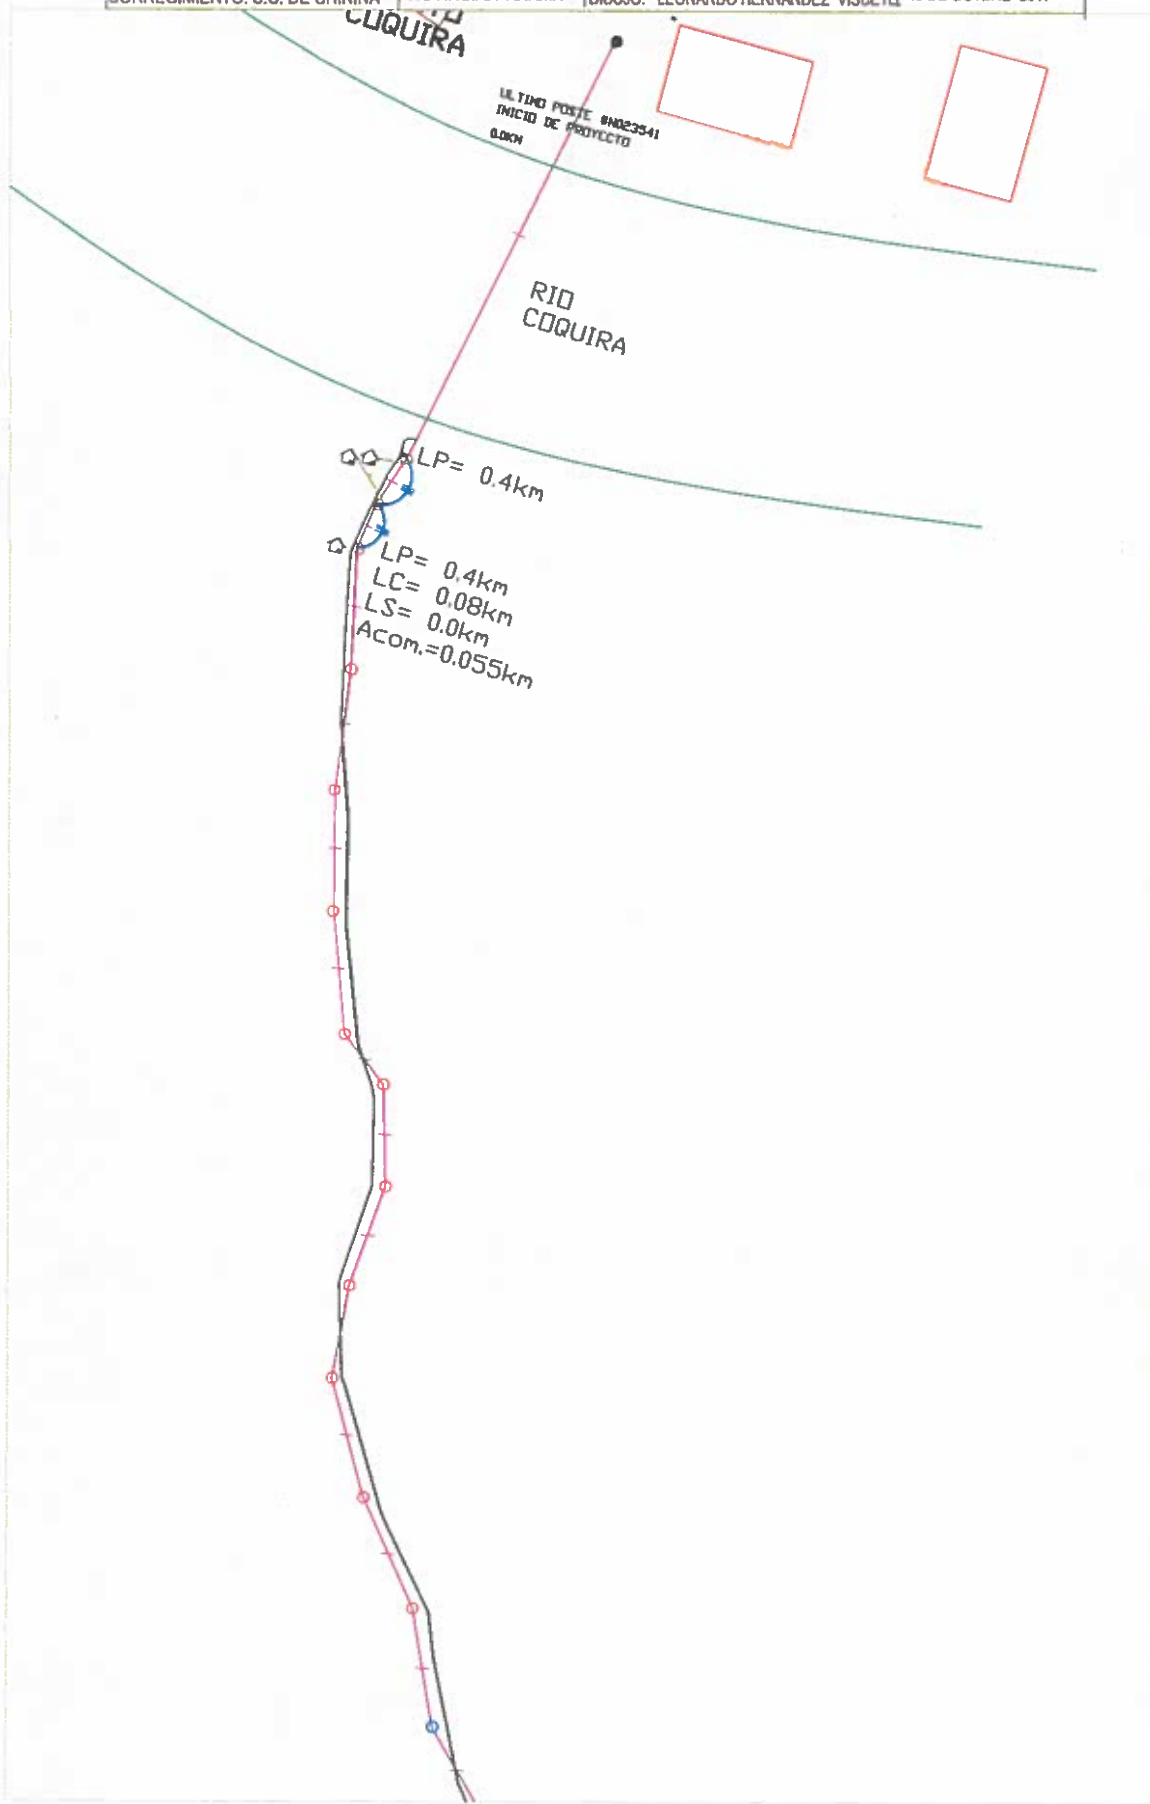 COQUIRA
ULTIMO POSTE #N023541
INICIO DE PROYECTO
0.0KM
RIO
COQUIRA
LP= 0.4km
LP= 0.4km
LC= 0.08km
LS= 0.0km
Acom.=0.055km